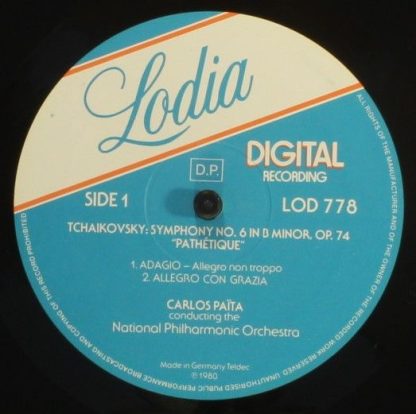 Lodia
D.P.
DIGITAL
RECORDING
SIDE 1
LOD 778
TCHAIKOVSKY: SYMPHONY NO. 6 IN B MINOR, OP. 74
"PATHÉTIQUE"
1. ADAGIO – Allegro non troppo
2. ALLEGRO CON GRAZIA
CARLOS PAÏTA
conducting the
National Philharmonic Orchestra
Made in Germany Teldec
℗ 1980
ALL RIGHTS OF THE MANUFACTURER AND OF THE OWNER OF THE RECORDED WORK RESERVED. UNAUTHORISED PUBLIC PERFORMANCE BROADCASTING AND COPYING OF THIS RECORD PROHIBITED